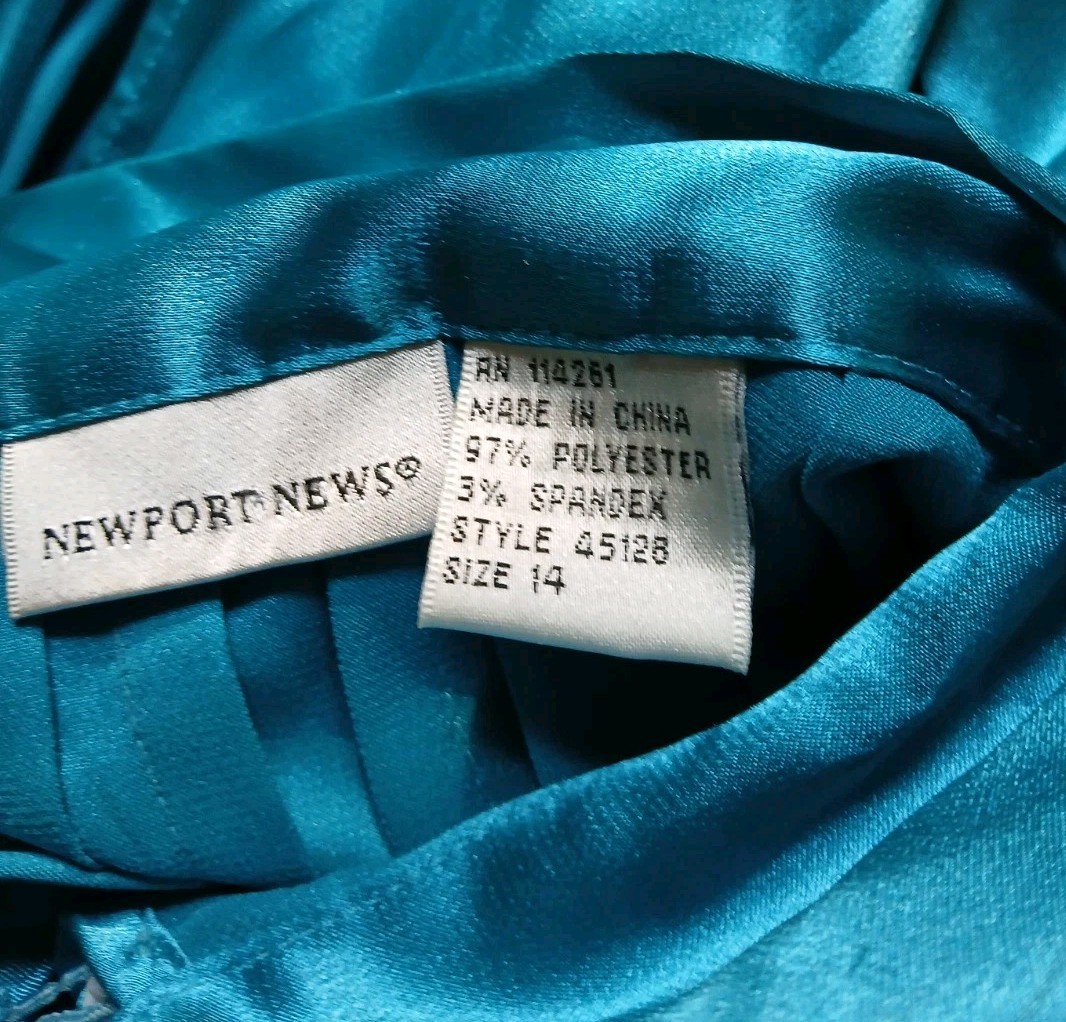 NEWPORT NEWS®
RN 114261
MADE IN CHINA
97% POLYESTER
3% SPANDEX
STYLE 45128
SIZE 14